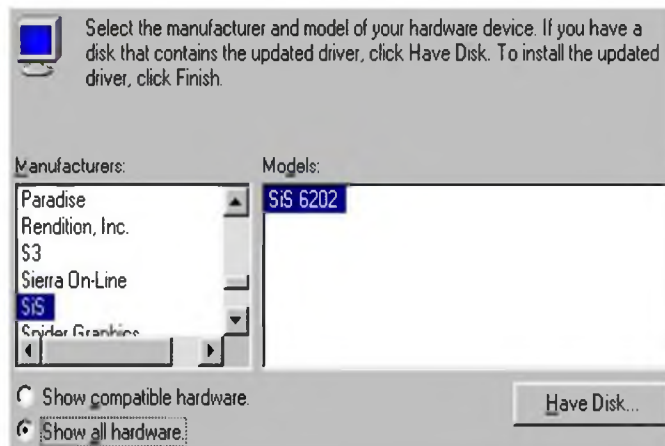 Select the manufacturer and model of your hardware device. If you have a
disk that contains the updated driver, click Have Disk. To install the updated
driver, click Finish.
Manufacturers:
Models:
Paradise
Rendition, Inc.
S3
Sierra On-Line
SiS
Spider Graphics
SiS 6202
Show compatible hardware.
Show all hardware.
Have Disk...